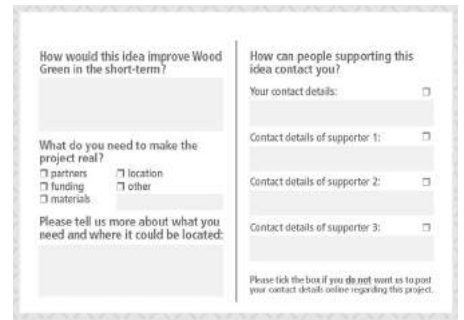 How would this idea improve Wood
Green in the short-term?
What do you need to make the
project real?
❐ partners ❐ location
❐ funding ❐ other
❐ materials
Please tell us more about what you
need and where it could be located:
How can people supporting this
idea contact you?
Your contact details: ❐
Contact details of supporter 1: ❐
Contact details of supporter 2: ❐
Contact details of supporter 3: ❐
Please tick the box if you do not want us to post
your contact details online regarding this project.